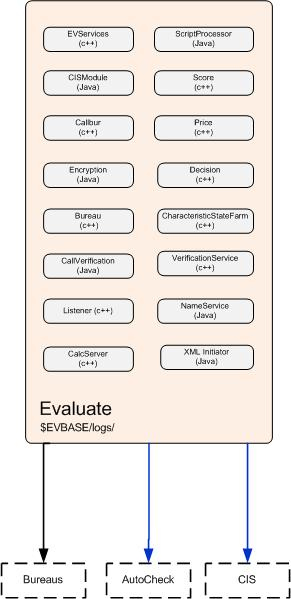 EVServices
(c++)
ScriptProcessor
(Java)
CISModule
(Java)
Score
(c++)
Callbur
(c++)
Price
(c++)
Encryption
(Java)
Decision
(c++)
Bureau
(c++)
CharacteristicStateFarm
(c++)
CallVerification
(Java)
VerificationService
(c++)
Listener (c++)
NameService
(Java)
CalcServer
(c++)
XML Initiator
(Java)
Evaluate
$EVBASE/logs/
Bureaus
AutoCheck
CIS